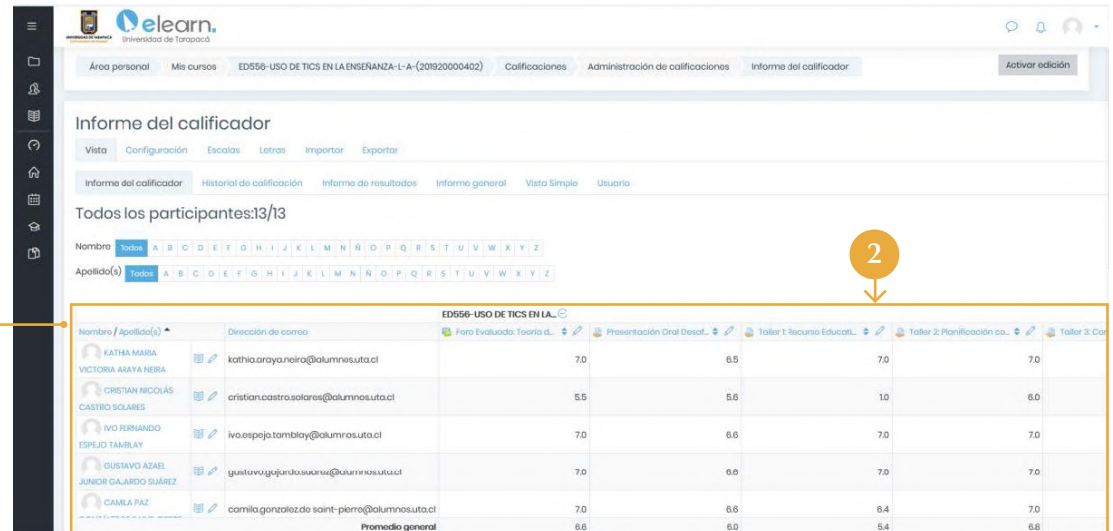 UNIVERSIDAD DE TARAPACÁ
elearn.
Universidad de Tarapacá
Área personal Mis cursos ED556-USO DE TICS EN LA ENSEÑANZA-L-A-(201920000402) Calificaciones Administración de calificaciones Informe del calificador Activar edición
Informe del calificador
Vista Configuración Escalas Letras Importar Exportar
Informe del calificador Historial de calificación Informe de resultados Informe general Vista Simple Usuario
Todos los participantes:13/13
Nombre Todos A B C D E F G H I J K L M N Ñ O P Q R S T U V W X Y Z
Apellido(s) Todos A B C D E F G H I J K L M N Ñ O P Q R S T U V W X Y Z
2
ED556-USO DE TICS EN LA...
Nombre / Apellido(s) Dirección de correo Foro Evaluado: Teoría d... Presentación Oral Desaf... Taller 1: Recurso Educati... Taller 2: Planificación co... Taller 3: Con
KATHIA MARIA
VICTORIA ARAYA NEIRA kathia.araya.neira@alumnos.uta.cl 7.0 6.5 7.0 7.0
CRISTIAN NICOLÁS
CASTRO SOLARES cristian.castro.solares@alumnos.uta.cl 5.5 5.6 1.0 6.0
IVO FERNANDO
ESPEJO TAMBLAY ivo.espejo.tamblay@alumnos.uta.cl 7.0 6.6 7.0 7.0
GUSTAVO AZAEL
JUNIOR GAJARDO SUÁREZ gustavo.gajardo.suarez@alumnos.uta.cl 7.0 6.6 7.0 7.0
CAMILA PAZ
camila.gonzalez.de saint-pierre@alumnos.uta.cl 7.0 6.6 6.4 7.0
Promedio general 6.6 6.0 5.4 6.8